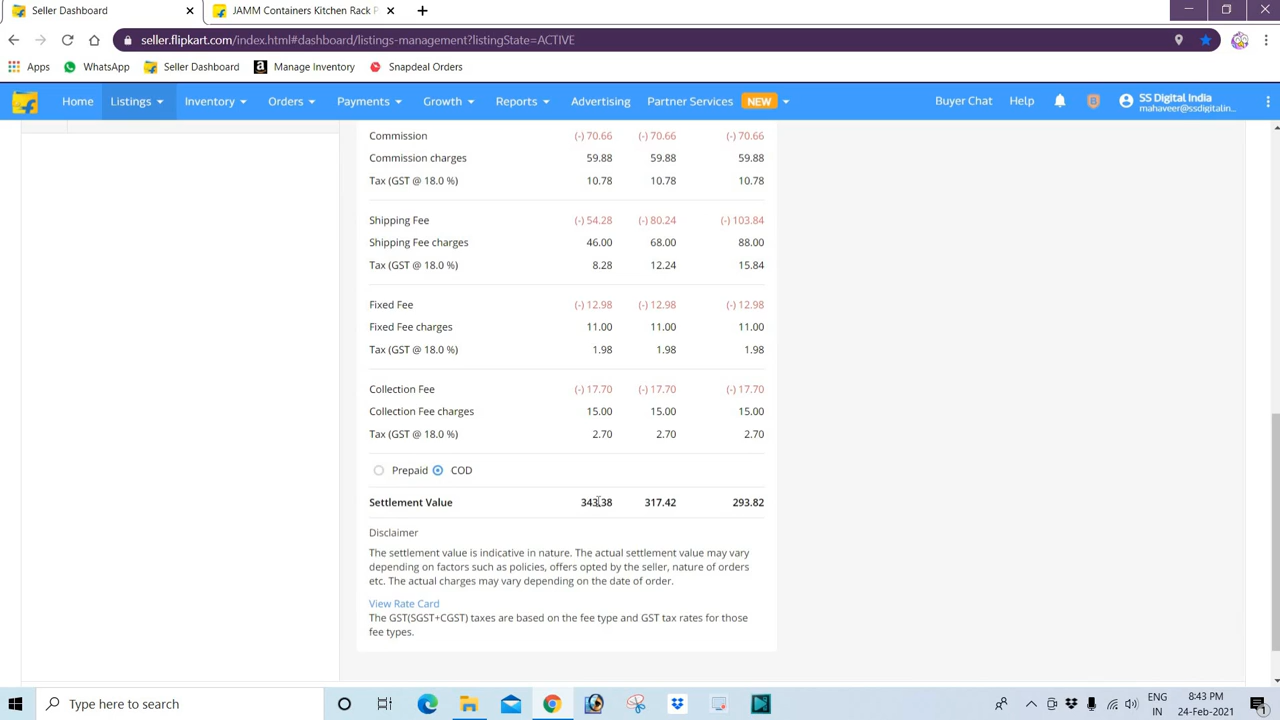 Seller Dashboard
JAMM Containers Kitchen Rack P
seller.flipkart.com/index.html#dashboard/listings-management?listingState=ACTIVE
Apps WhatsApp Seller Dashboard Manage Inventory Snapdeal Orders
Home Listings Inventory Orders Payments Growth Reports Advertising Partner Services NEW Buyer Chat Help SS Digital India
mahaveer@ssdigitalin...
Commission (-) 70.66 (-) 70.66 (-) 70.66
Commission charges 59.88 59.88 59.88
Tax (GST @ 18.0 %) 10.78 10.78 10.78
Shipping Fee (-) 54.28 (-) 80.24 (-) 103.84
Shipping Fee charges 46.00 68.00 88.00
Tax (GST @ 18.0 %) 8.28 12.24 15.84
Fixed Fee (-) 12.98 (-) 12.98 (-) 12.98
Fixed Fee charges 11.00 11.00 11.00
Tax (GST @ 18.0 %) 1.98 1.98 1.98
Collection Fee (-) 17.70 (-) 17.70 (-) 17.70
Collection Fee charges 15.00 15.00 15.00
Tax (GST @ 18.0 %) 2.70 2.70 2.70
Prepaid COD
Settlement Value 343.38 317.42 293.82
Disclaimer
The settlement value is indicative in nature. The actual settlement value may vary
depending on factors such as policies, offers opted by the seller, nature of orders
etc. The actual charges may vary depending on the date of order.
View Rate Card
The GST(SGST+CGST) taxes are based on the fee type and GST tax rates for those
fee types.
Type here to search
ENG
IN
8:43 PM
24-Feb-2021